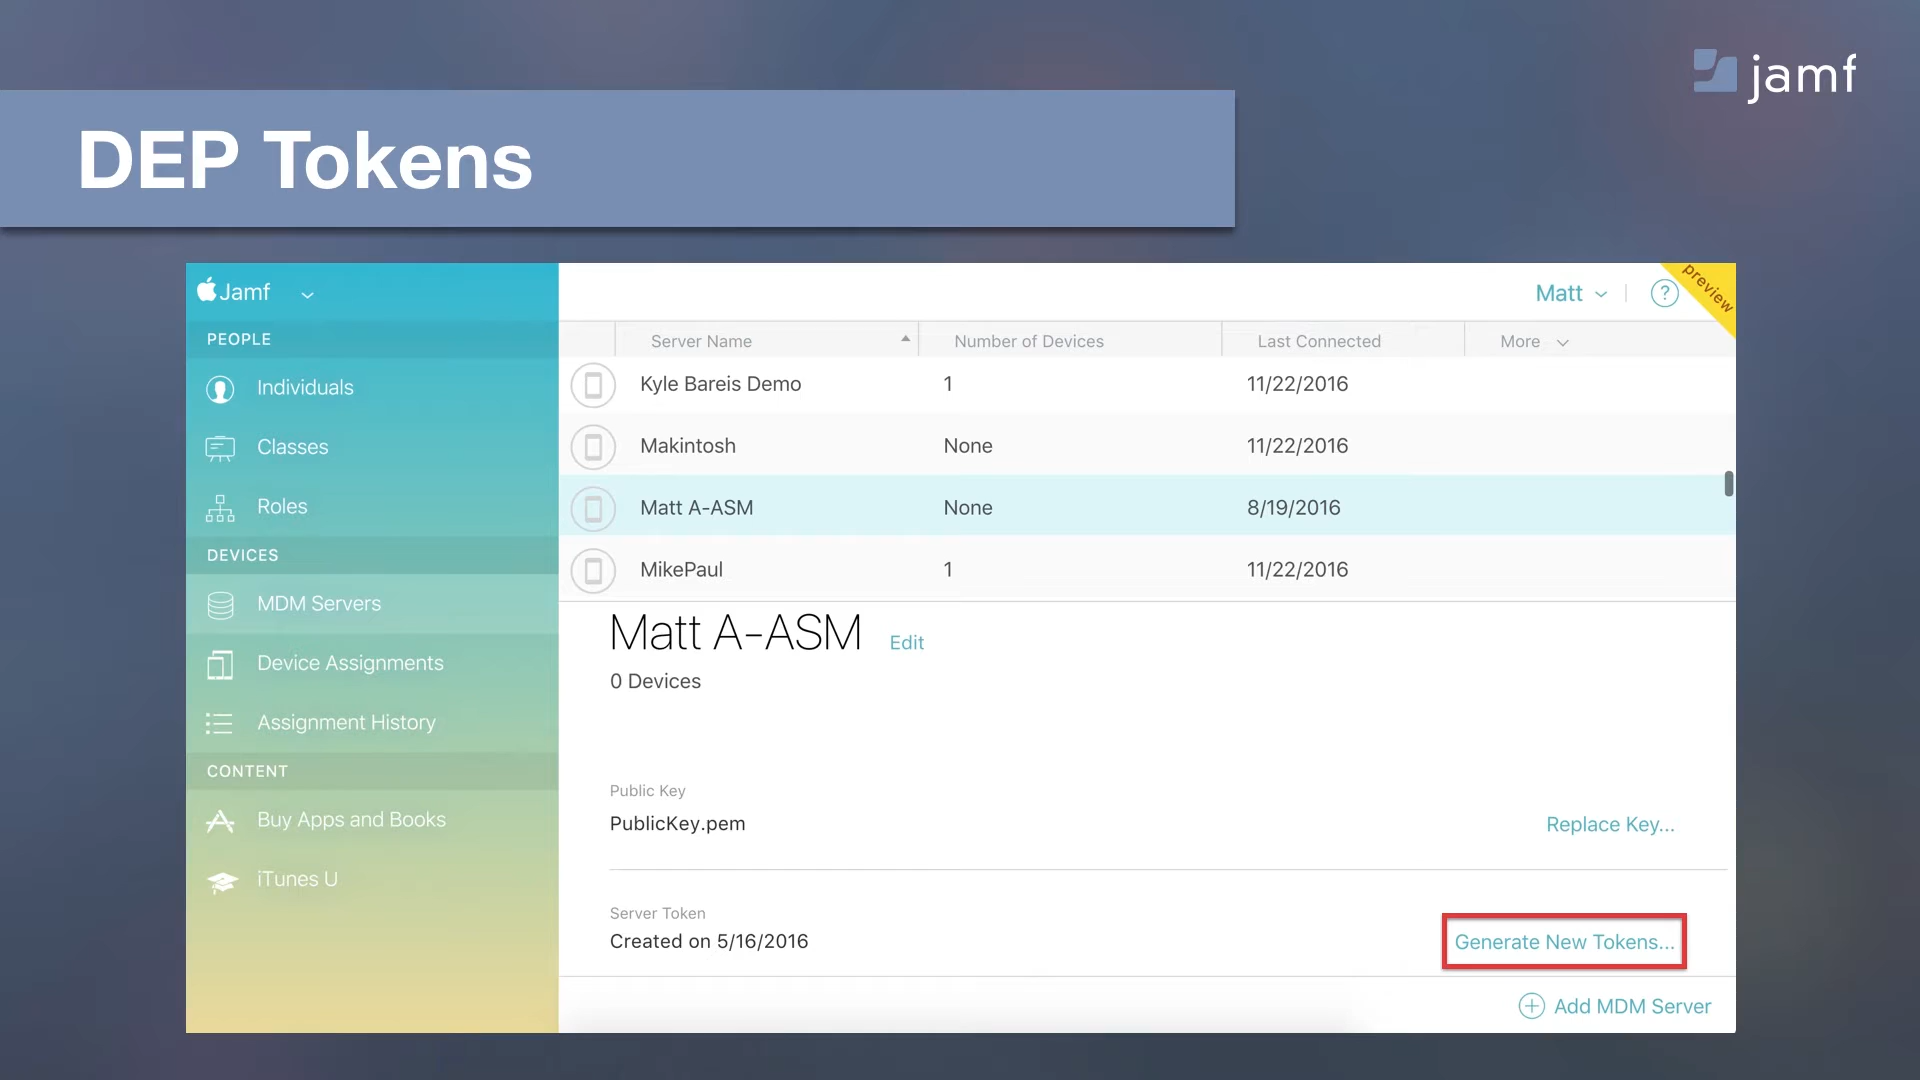 jamf
DEP Tokens
Jamf
Matt
?
preview
PEOPLE
Individuals
Classes
Roles
DEVICES
MDM Servers
Device Assignments
Assignment History
CONTENT
Buy Apps and Books
iTunes U
Server Name Number of Devices Last Connected More
Kyle Bareis Demo 1 11/22/2016
Makintosh None 11/22/2016
Matt A-ASM None 8/19/2016
MikePaul 1 11/22/2016
Matt A-ASM Edit
0 Devices
Public Key
PublicKey.pem Replace Key...
Server Token
Created on 5/16/2016 Generate New Tokens...
Add MDM Server